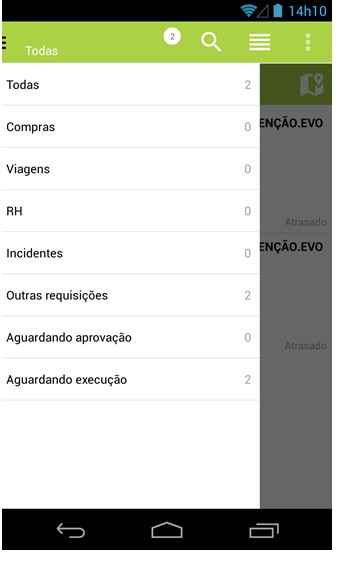 14h10
Todas
2
Todas 2
Compras 0
ENÇÃO.EVO
Viagens 0
RH 0
Atrasado
Incidentes 0
ENÇÃO.EVO
Outras requisições 2
Aguardando aprovação 0
Atrasado
Aguardando execução 2